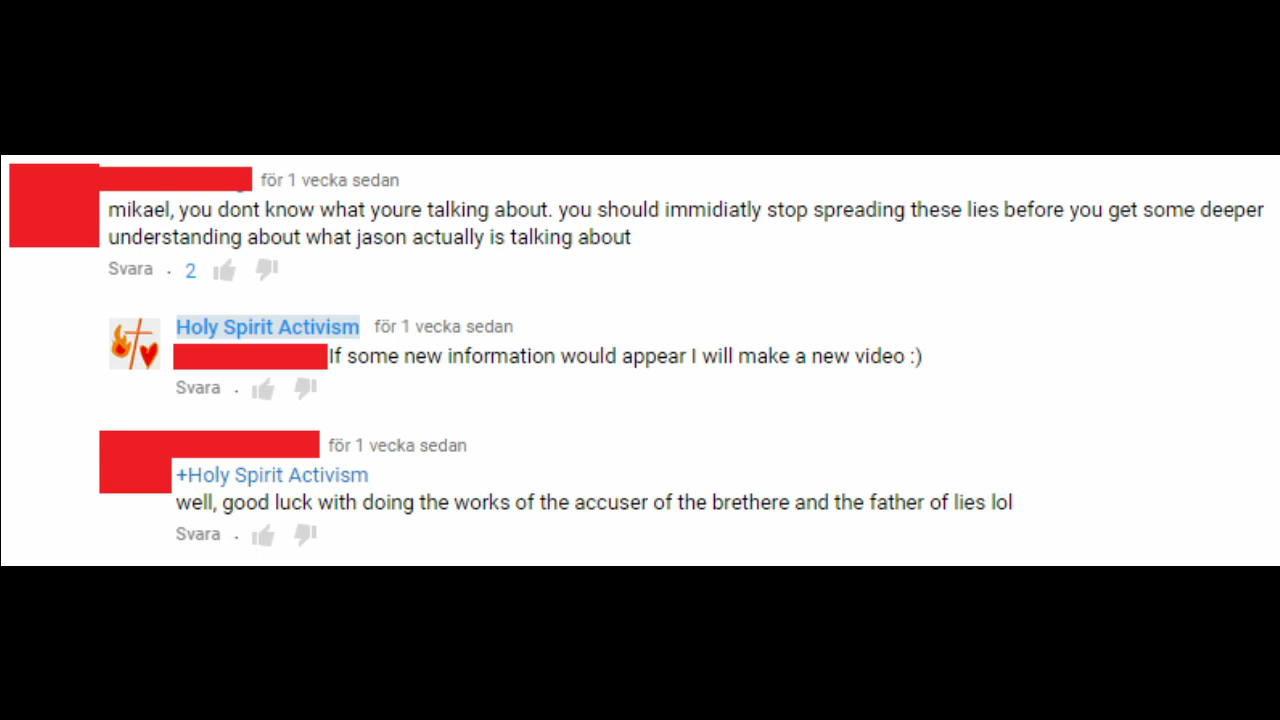 för 1 vecka sedan
mikael, you dont know what youre talking about. you should immidiatly stop spreading these lies before you get some deeper
understanding about what jason actually is talking about
Svara . 2
Holy Spirit Activism för 1 vecka sedan
If some new information would appear I will make a new video :)
Svara .
för 1 vecka sedan
+Holy Spirit Activism
well, good luck with doing the works of the accuser of the brethere and the father of lies lol
Svara .